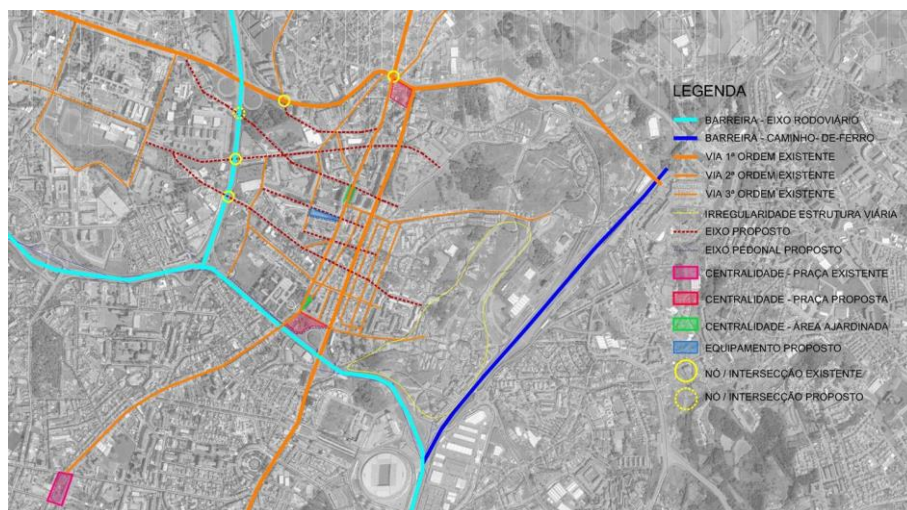 LEGENDA
BARREIRA - EIXO RODOVIÁRIO
BARREIRA - CAMINHO- DE-FERRO
VIA 1ª ORDEM EXISTENTE
VIA 2ª ORDEM EXISTENTE
VIA 3ª ORDEM EXISTENTE
IRREGULARIDADE ESTRUTURA VIÁRIA
EIXO PROPOSTO
EIXO PEDONAL PROPOSTO
CENTRALIDADE - PRAÇA EXISTENTE
CENTRALIDADE - PRAÇA PROPOSTA
CENTRALIDADE - ÁREA AJARDINADA
EQUIPAMENTO PROPOSTO
NÓ / INTERSECÇÃO EXISTENTE
NÓ / INTERSECÇÃO PROPOSTO